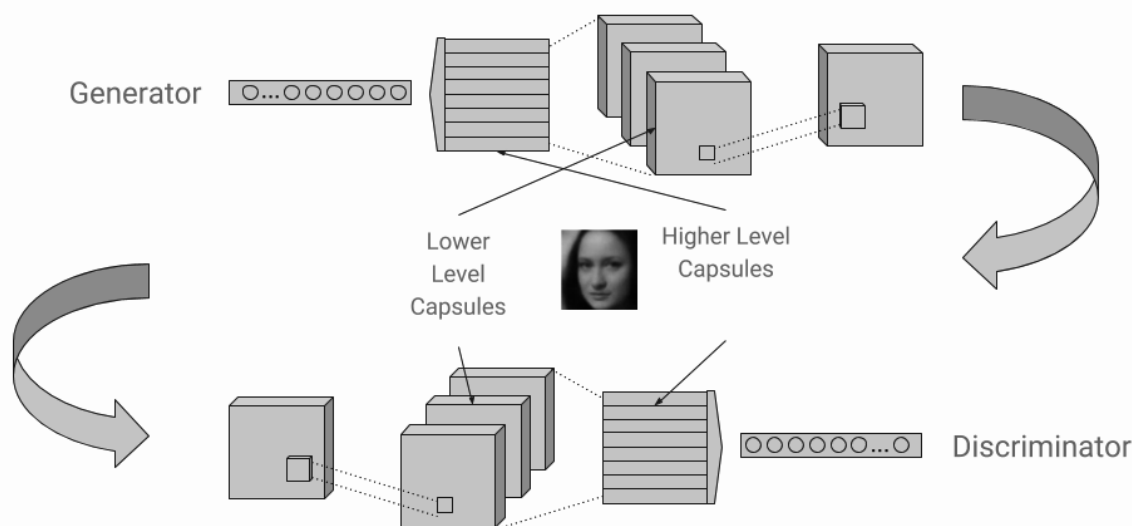 Generator
Lower
Level
Capsules
Higher Level
Capsules
Discriminator